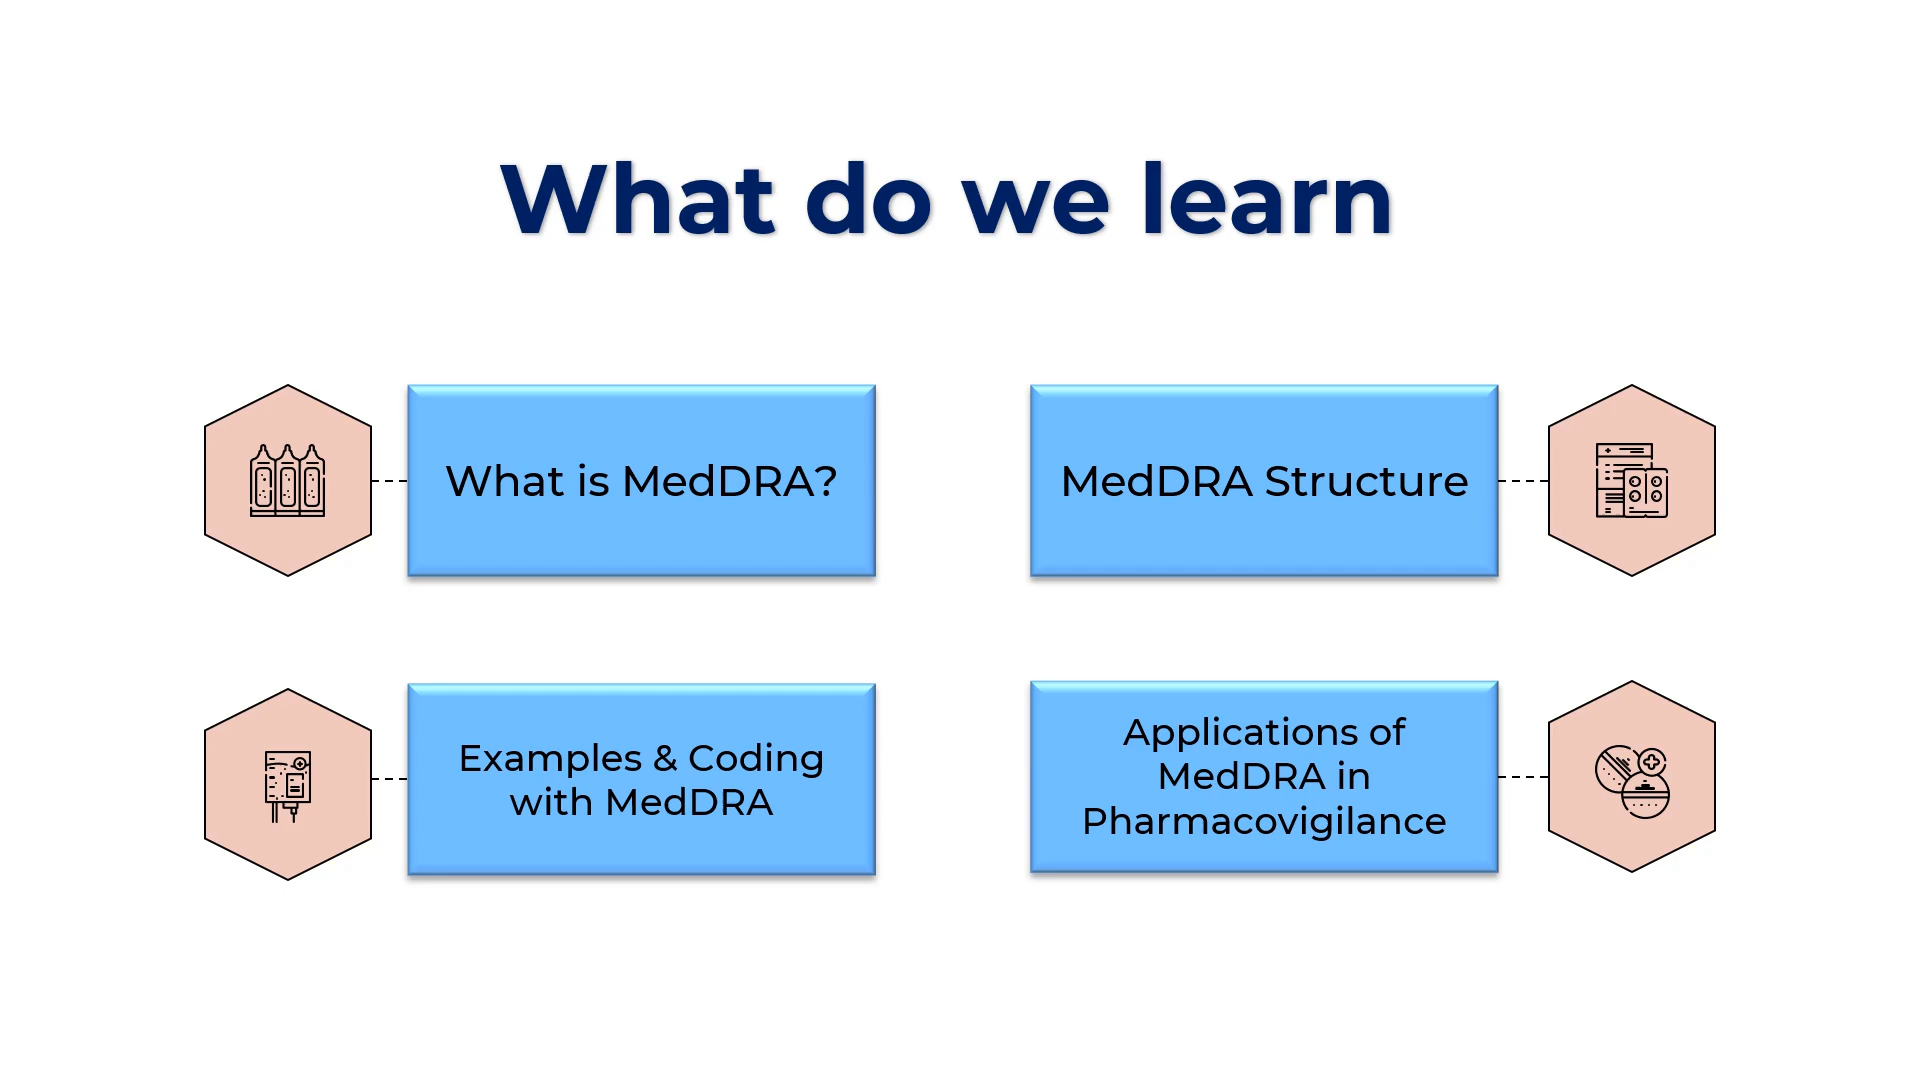 What do we learn
What is MedDRA?
MedDRA Structure
Examples & Coding
with MedDRA
Applications of
MedDRA in
Pharmacovigilance